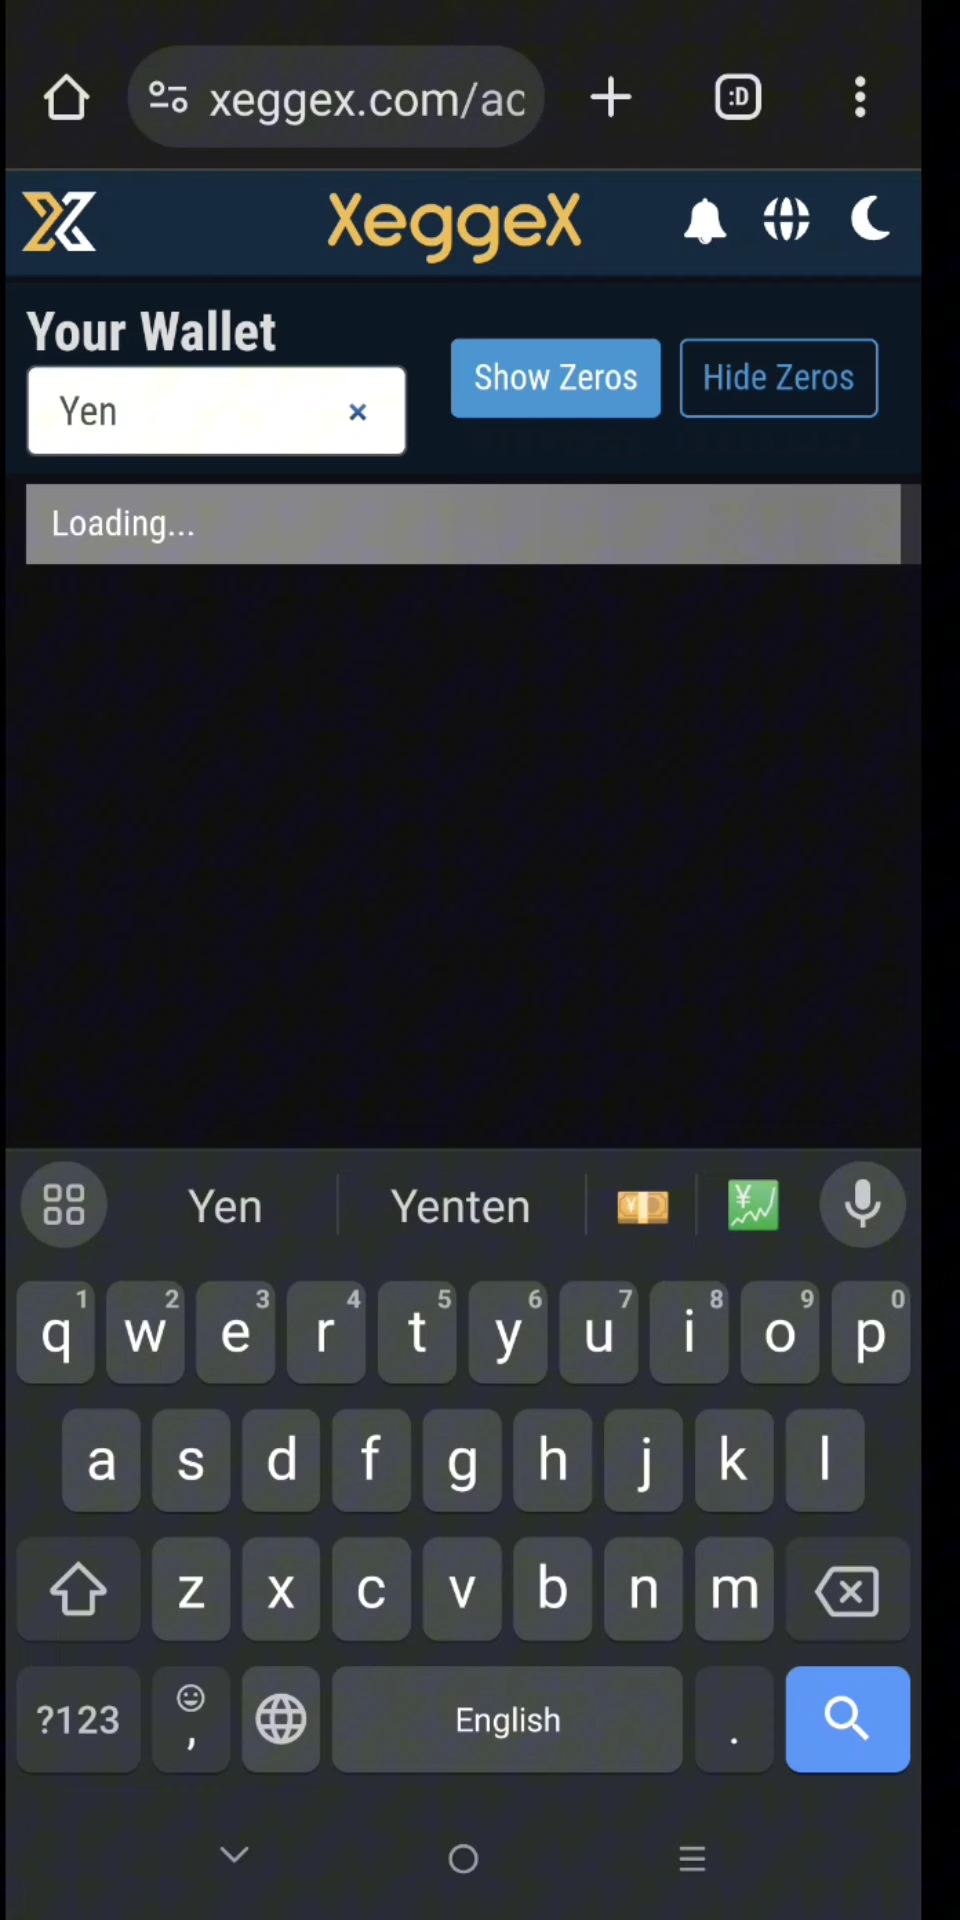 xeggex.com/ac
:D
XeggeX
Your Wallet
Yen ×
Show Zeros
Hide Zeros
Loading...
Yen
Yenten
1 2 3 4 5 6 7 8 9 0
q w e r t y u i o p
a s d f g h j k l
z x c v b n m
?123 , English .